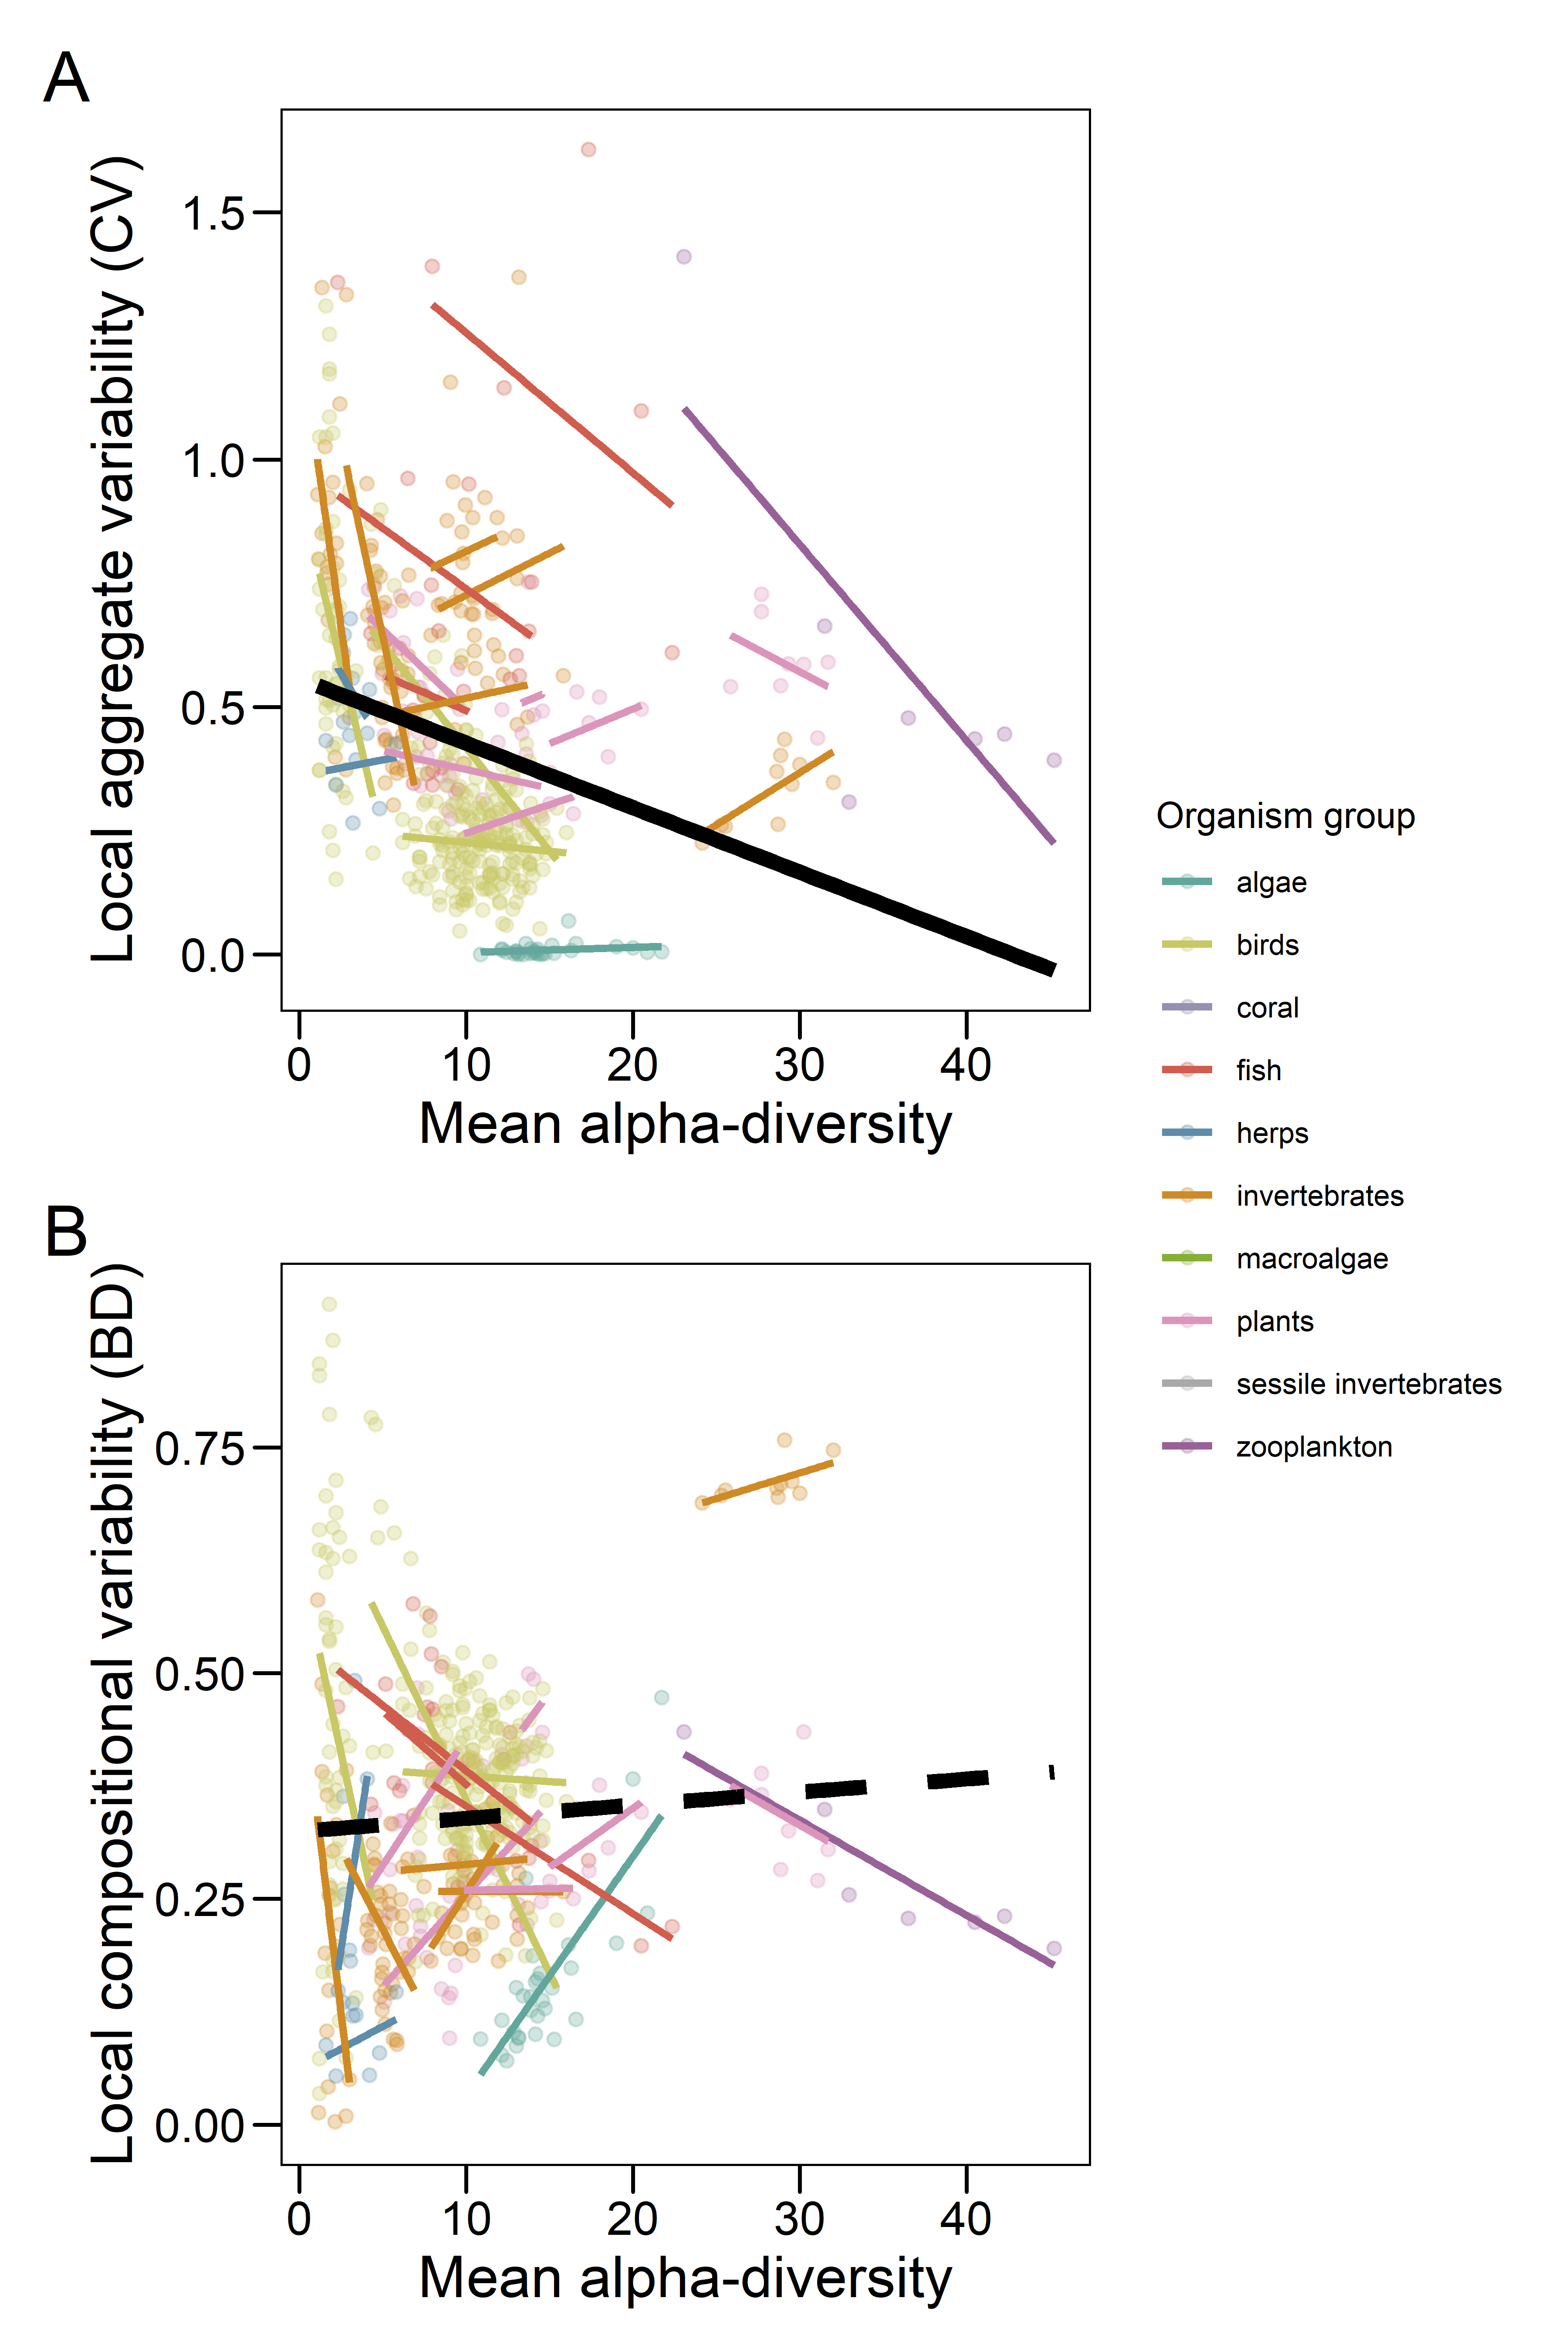 A
Local aggregate variability (CV)
1.5
1.0
0.5
0.0
0 10 20 30 40
Mean alpha-diversity
Organism group
algae
birds
coral
fish
herps
invertebrates
macroalgae
plants
sessile invertebrates
zooplankton
B
Local compositional variability (BD)
0.75
0.50
0.25
0.00
0 10 20 30 40
Mean alpha-diversity